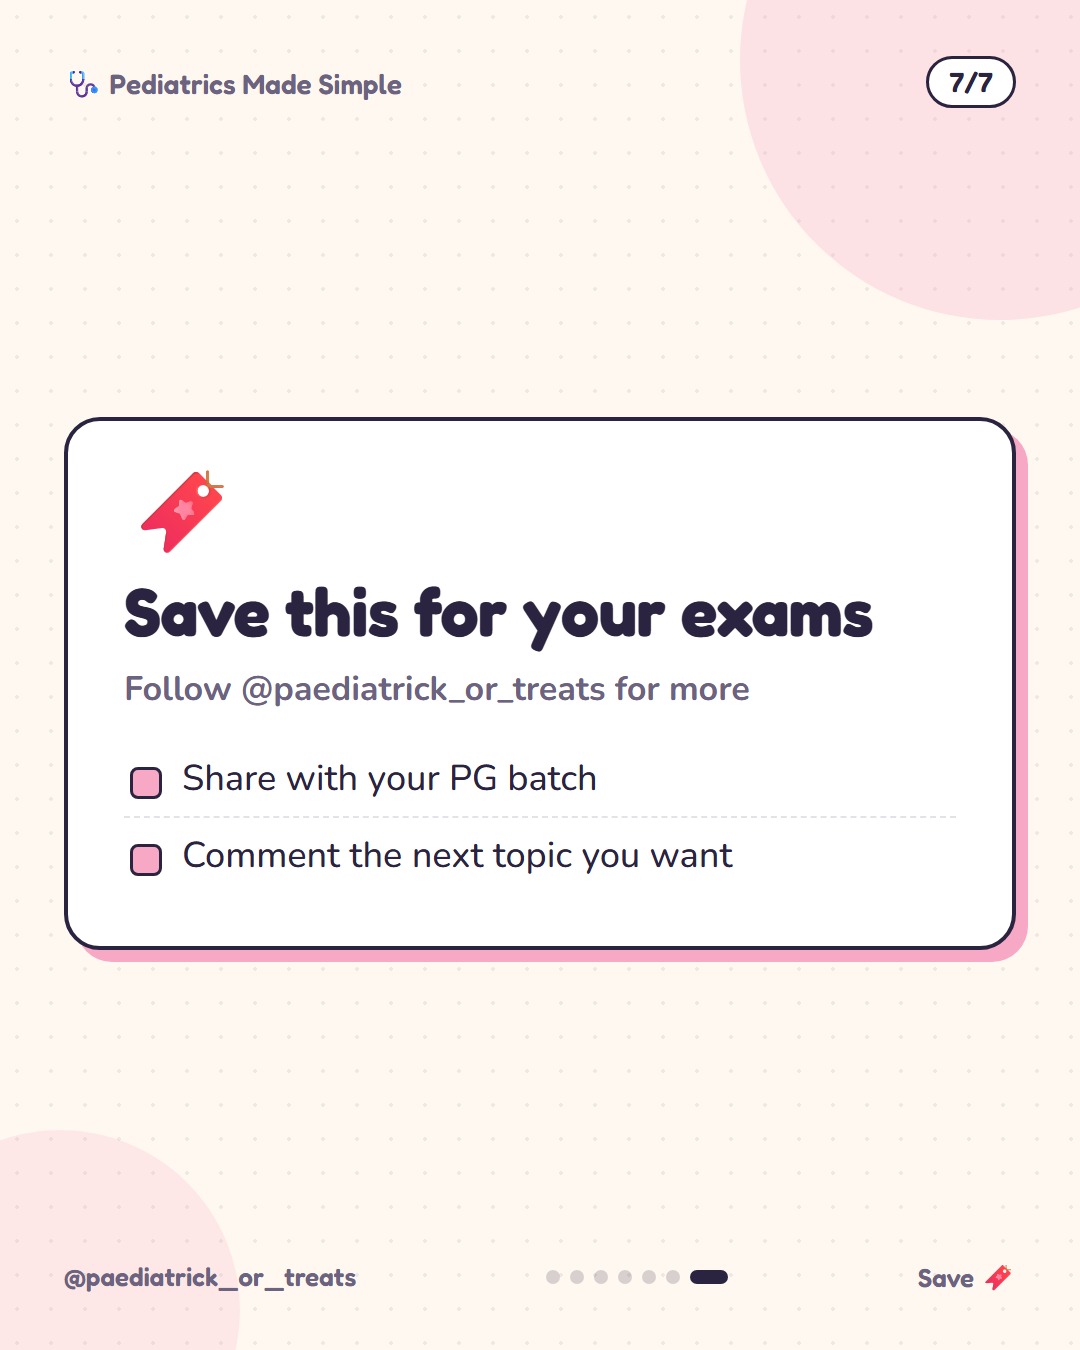 Pediatrics Made Simple
7/7
Save this for your exams
Follow @paediatrick_or_treats for more
Share with your PG batch
Comment the next topic you want
@paediatrick_or_treats
Save